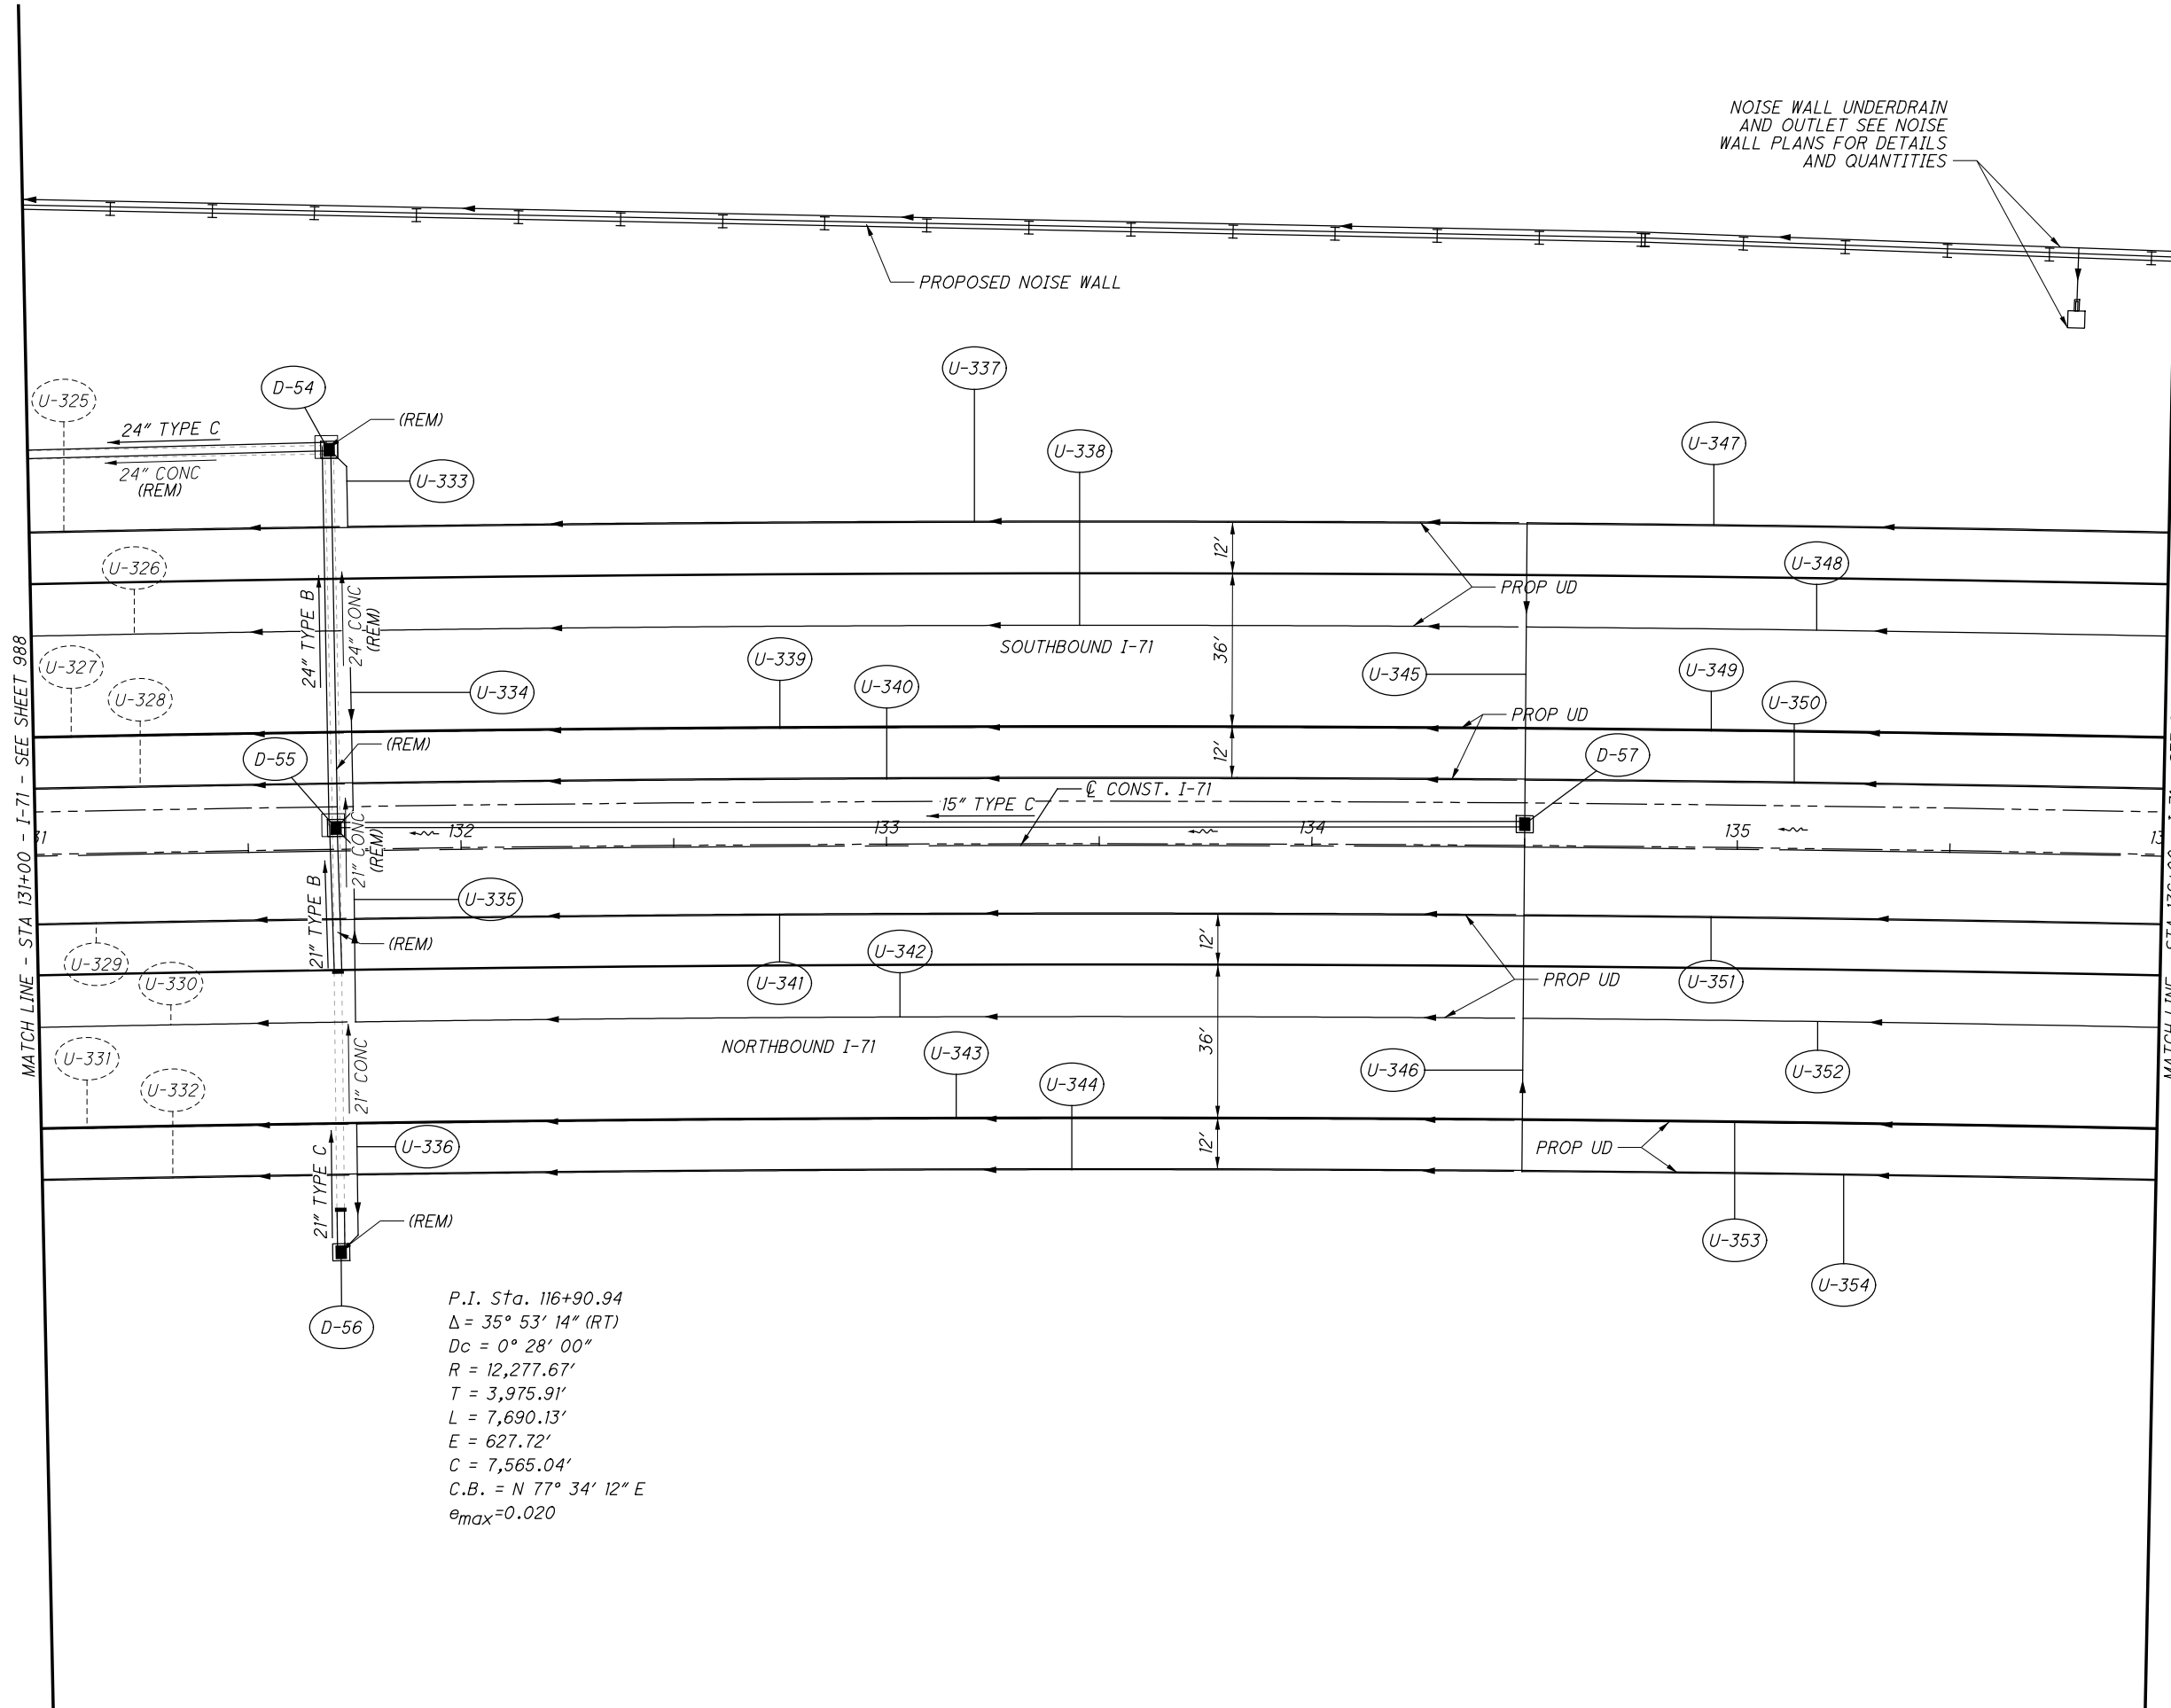 NOISE WALL UNDERDRAIN
AND OUTLET SEE NOISE
WALL PLANS FOR DETAILS
AND QUANTITIES
PROPOSED NOISE WALL
U-337
D-54
U-325
(REM)
24" TYPE C
U-338
U-347
24" CONC
(REM)
U-333
12'
U-326
U-348
PROP UD
24" TYPE B
24" CONC
(REM)
SOUTHBOUND I-71
36'
U-327
U-339
U-345
U-349
U-328
U-334
U-340
U-350
PROP UD
(REM)
12'
D-55
D-57
℄ CONST. I-71
15" TYPE C
132
133
134
135
21" CONC
(REM)
21" TYPE B
U-335
(REM)
12'
U-329
U-342
U-330
U-341
U-351
PROP UD
MATCH LINE - STA 131+00 - I-71 - SEE SHEET 988
NORTHBOUND I-71
36'
U-331
U-343
U-346
U-352
U-332
21" CONC
U-344
U-336
12'
PROP UD
21" TYPE C
(REM)
U-353
U-354
D-56
P.I. Sta. 116+90.94
Δ = 35° 53' 14" (RT)
Dc = 0° 28' 00"
R = 12,277.67'
T = 3,975.91'
L = 7,690.13'
E = 627.72'
C = 7,565.04'
C.B. = N 77° 34' 12" E
emax=0.020